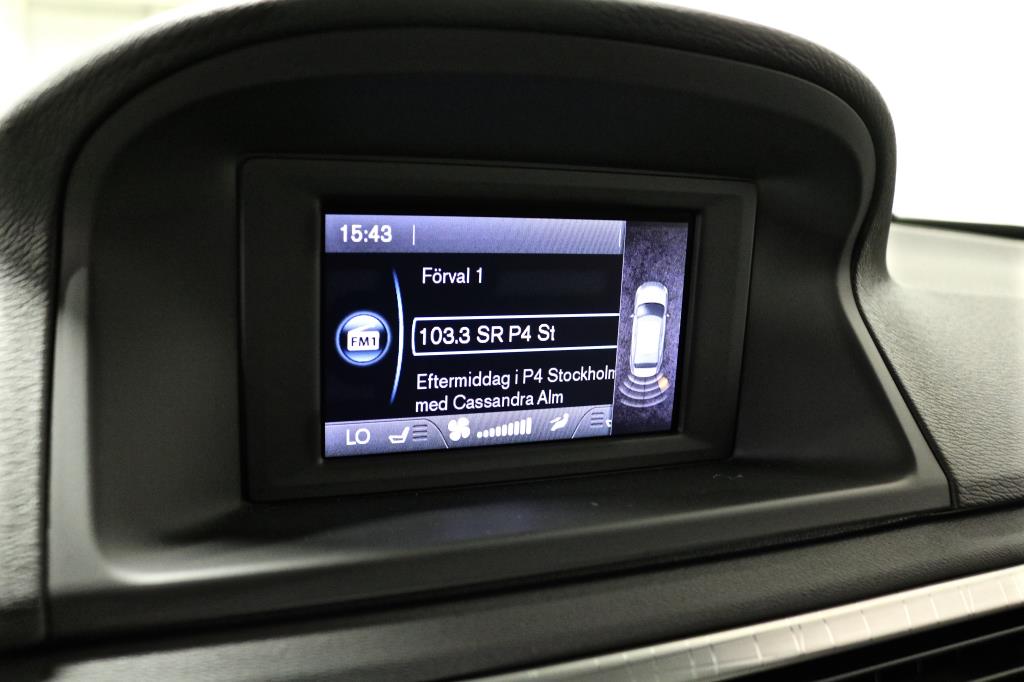 15:43
Förval 1
FM1
103.3 SR P4 St
Eftermiddag i P4 Stockholm
med Cassandra Alm
LO